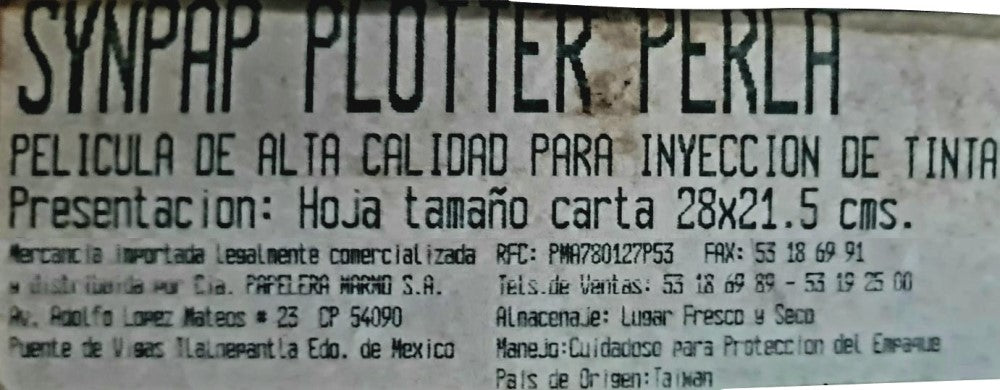 SYNPAP PLOTTER PERLA
PELICULA DE ALTA CALIDAD PARA INYECCION DE TINTA
Presentacion: Hoja tamaño carta 28x21.5 cms.
Mercancia importada legalmente comercializada
y distribuida por Cia. PAPELERA MARMO S.A.
Av. Adolfo Lopez Mateos # 23 CP 54090
Puente de Vigas Tlalnepantla Edo. de Mexico
RFC: PMA780127P53 FAX: 53 18 69 91
Tels.de Ventas: 53 18 69 89 - 53 19 25 00
Almacenaje: Lugar Fresco y Seco
Manejo:Cuidadoso para Proteccion del Empaque
Pais de Origen:Taiwan